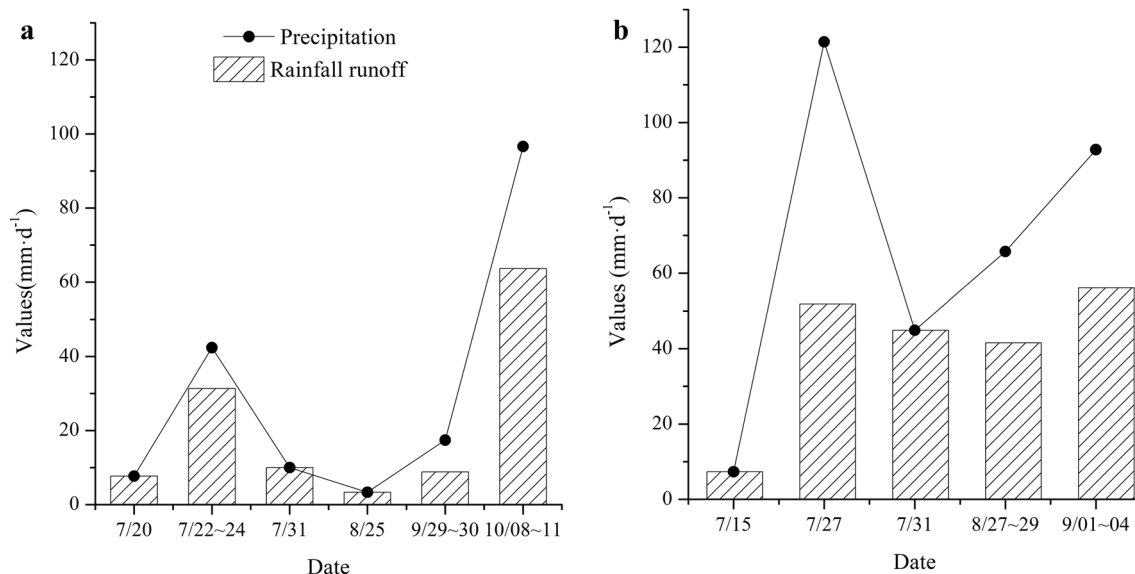 a
Precipitation
Rainfall runoff
120
100
80
60
40
20
0
Values(mm·d⁻¹)
7/20 7/22~24 7/31 8/25 9/29~30 10/08~11
Date
b
120
100
80
60
40
20
0
Values (mm·d⁻¹)
7/15 7/27 7/31 8/27~29 9/01~04
Date